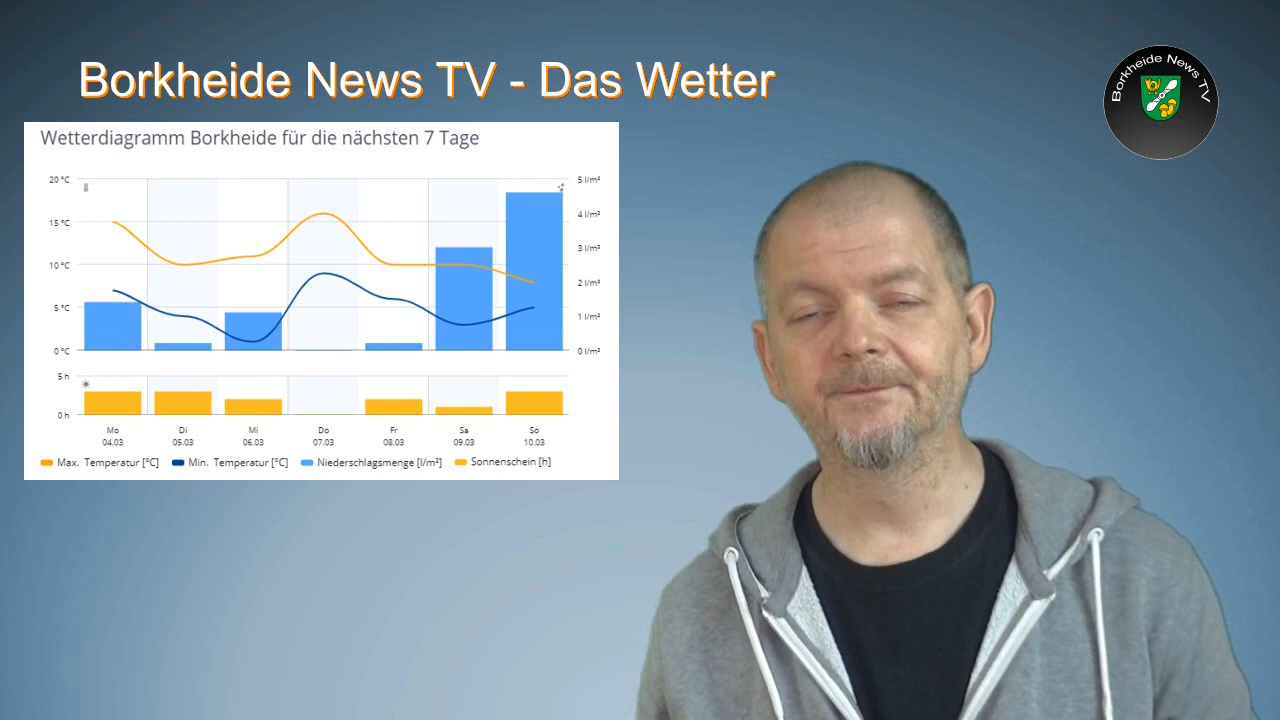 Borkheide News TV - Das Wetter
Borkheide News TV
Wetterdiagramm Borkheide für die nächsten 7 Tage
20 °C 5 l/m²
4 l/m²
15 °C
3 l/m²
10 °C
2 l/m²
5 °C
1 l/m²
0 °C 0 l/m²
5 h
0 h
Mo Di Mi Do Fr Sa So
04.03 05.03 06.03 07.03 08.03 09.03 10.03
Max. Temperatur [°C] Min. Temperatur [°C] Niederschlagsmenge [l/m²] Sonnenschein [h]